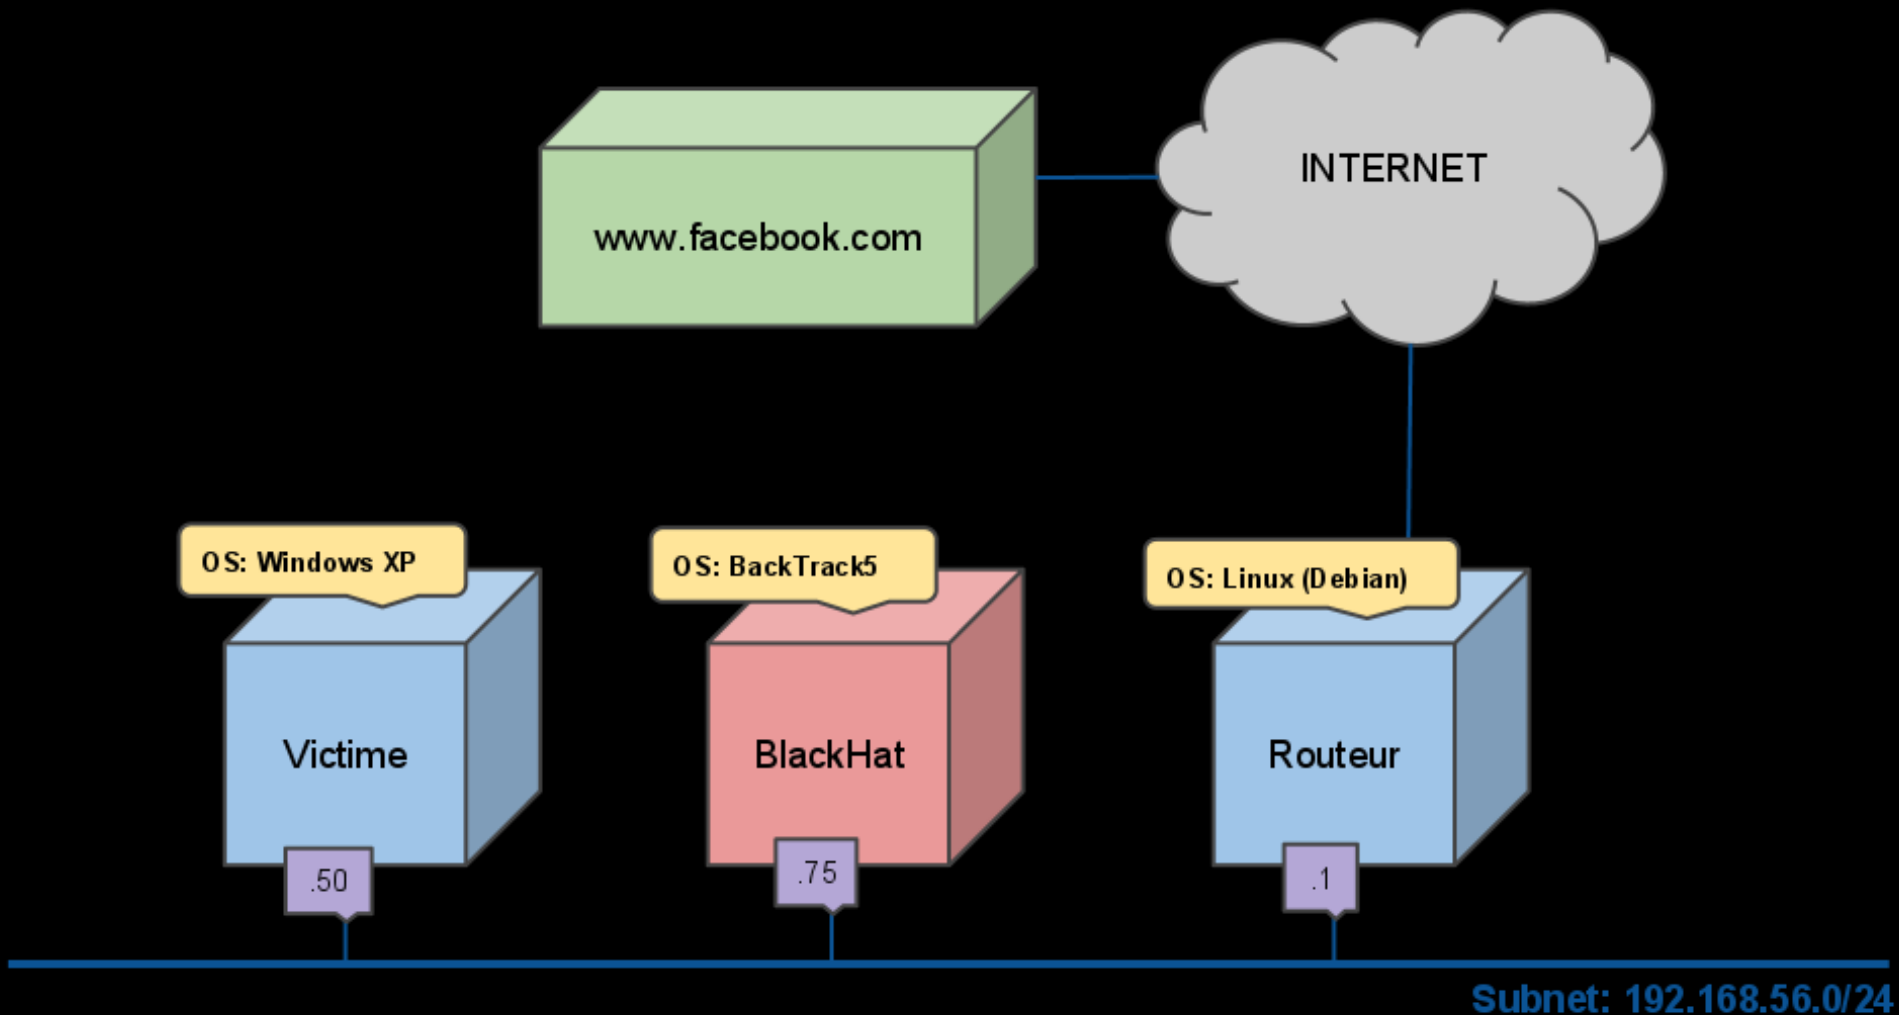 www.facebook.com
INTERNET
OS: Windows XP
OS: BackTrack5
OS: Linux (Debian)
Victime
BlackHat
Routeur
.50
.75
.1
Subnet: 192.168.56.0/24